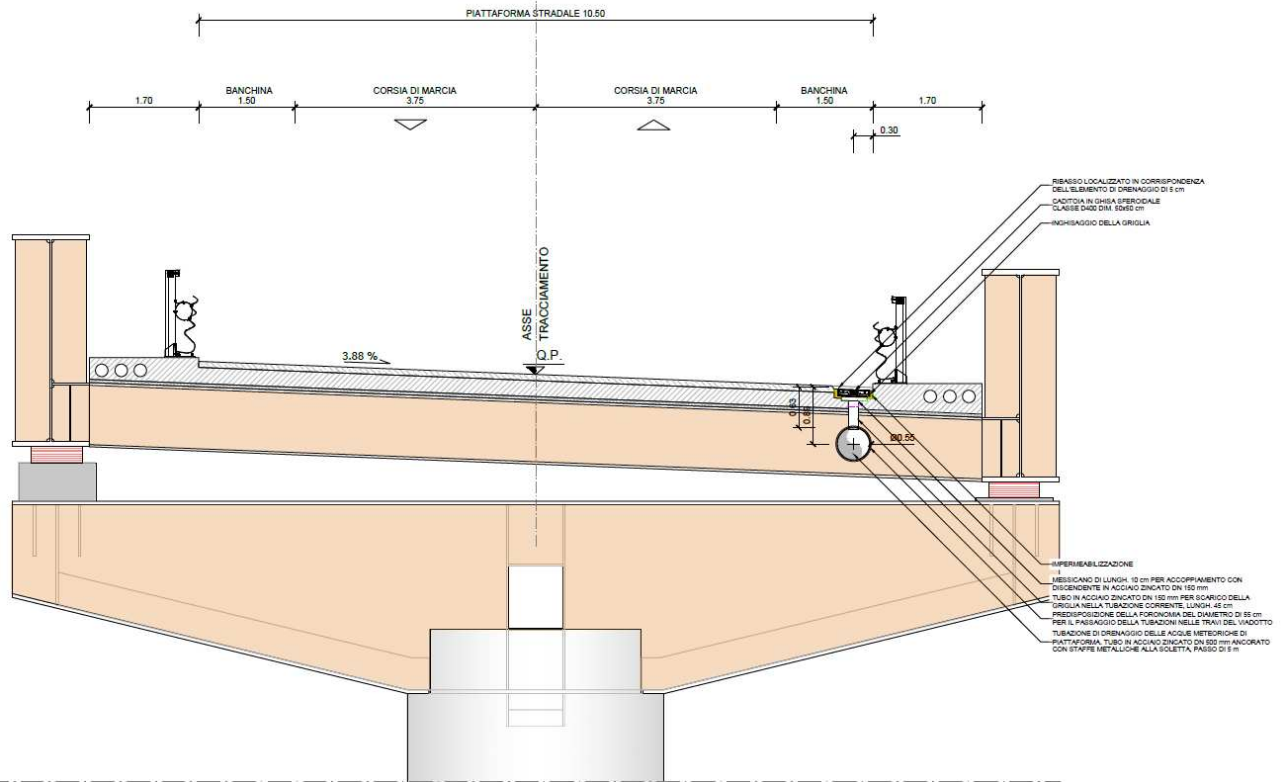 PIATTAFORMA STRADALE 10.50
BANCHINA
CORSIA DI MARCIA
CORSIA DI MARCIA
BANCHINA
1.70
1.50
3.75
3.75
1.50
1.70
0.30
RIBASSO LOCALIZZATO IN CORRISPONDENZA
DELL'ELEMENTO DI DRENAGGIO DI 5 cm
CADITOIA IN GHISA SFEROIDALE
CLASSE D400 DIM. 50x50 cm
INGHISAGGIO DELLA GRIGLIA
ASSE
TRACCIAMENTO
3.88 %
Q.P.
0.63
Ø0.55
IMPERMEABILIZZAZIONE
MESSICANO DI LUNGH. 10 cm PER ACCOPPIAMENTO CON
DISCENDENTE IN ACCIAIO ZINCATO DN 150 mm
TUBO IN ACCIAIO ZINCATO DN 150 mm PER SCARICO DELLA
GRIGLIA NELLA TUBAZIONE CORRENTE, LUNGH. 45 cm
PREDISPOSIZIONE DELLA FORONOMIA DEL DIAMETRO DI 55 cm
PER IL PASSAGGIO DELLA TUBAZIONI NELLE TRAVI DEL VIADOTTO
TUBAZIONE DI DRENAGGIO DELLE ACQUE METEORICHE DI
PIATTAFORMA, TUBO IN ACCIAIO ZINCATO DN 500 mm ANCORATO
CON STAFFE METALLICHE ALLA SOLETTA, PASSO DI 5 m